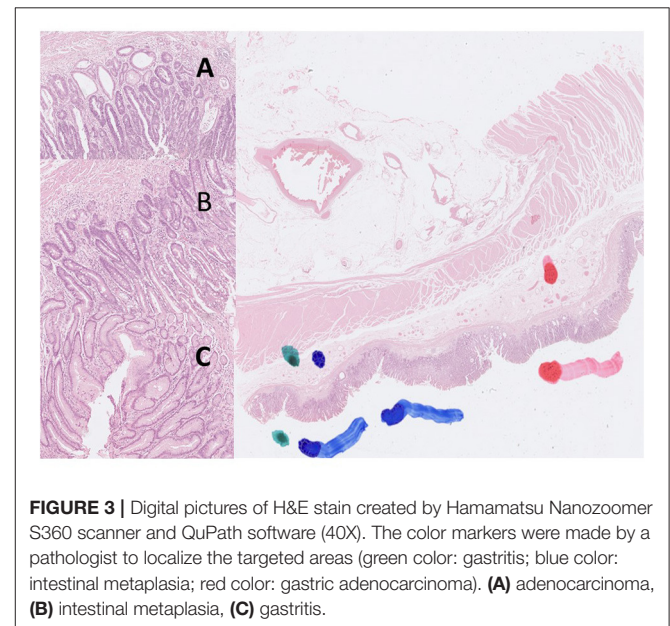 A
B
C
FIGURE 3 | Digital pictures of H&E stain created by Hamamatsu Nanozoomer
S360 scanner and QuPath software (40X). The color markers were made by a
pathologist to localize the targeted areas (green color: gastritis; blue color:
intestinal metaplasia; red color: gastric adenocarcinoma). (A) adenocarcinoma,
(B) intestinal metaplasia, (C) gastritis.